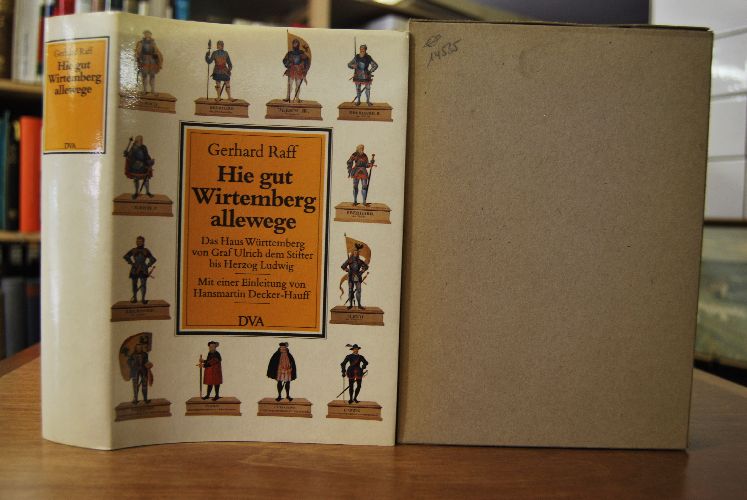 Gerhard Raff
Hie gut
Wirtemberg
allewege
DVA
Gerhard Raff
Hie gut
Wirtemberg
allewege
Das Haus Württemberg
von Graf Ulrich dem Stifter
bis Herzog Ludwig
Mit einer Einleitung von
Hansmartin Decker-Hauff
DVA
14535